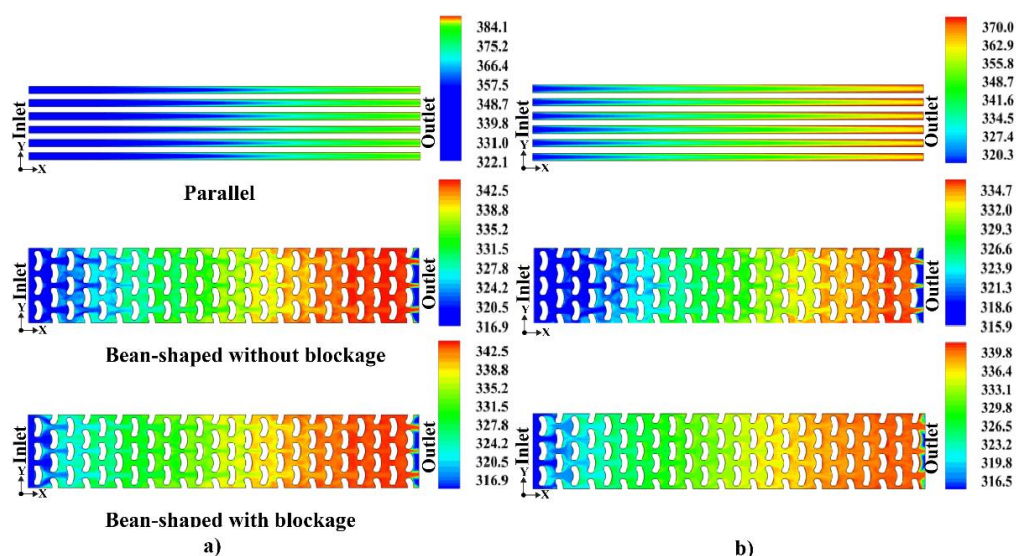 384.1
375.2
366.4
357.5
348.7
339.8
331.0
322.1
Inlet
Y
X
Outlet
Parallel
370.0
362.9
355.8
348.7
341.6
334.5
327.4
320.3
Inlet
Y
X
Outlet
342.5
338.8
335.2
331.5
327.8
324.2
320.5
316.9
Inlet
Y
X
Outlet
Bean-shaped without blockage
334.7
332.0
329.3
326.6
323.9
321.3
318.6
315.9
Inlet
Y
X
Outlet
342.5
338.8
335.2
331.5
327.8
324.2
320.5
316.9
Inlet
Y
X
Outlet
Bean-shaped with blockage
339.8
336.4
333.1
329.8
326.5
323.2
319.8
316.5
Inlet
Y
X
Outlet
a)
b)